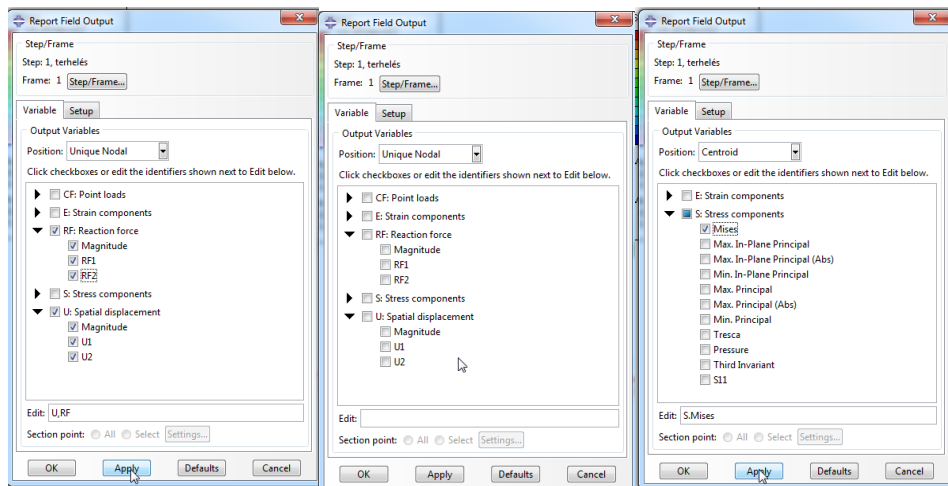 Report Field Output
Step/Frame
Step: 1, terhelés
Frame: 1 Step/Frame...
Variable Setup
Output Variables
Position: Unique Nodal
Click checkboxes or edit the identifiers shown next to Edit below.
CF: Point loads
E: Strain components
RF: Reaction force
Magnitude
RF1
RF2
S: Stress components
U: Spatial displacement
Magnitude
U1
U2
Edit: U,RF
Section point: All Select Settings...
OK Apply Defaults Cancel
Report Field Output
Step/Frame
Step: 1, terhelés
Frame: 1 Step/Frame...
Variable Setup
Output Variables
Position: Unique Nodal
Click checkboxes or edit the identifiers shown next to Edit below.
CF: Point loads
E: Strain components
RF: Reaction force
Magnitude
RF1
RF2
S: Stress components
U: Spatial displacement
Magnitude
U1
U2
Edit:
Section point: All Select Settings...
OK Apply Defaults Cancel
Report Field Output
Step/Frame
Step: 1, terhelés
Frame: 1 Step/Frame...
Variable Setup
Output Variables
Position: Centroid
Click checkboxes or edit the identifiers shown next to Edit below.
E: Strain components
S: Stress components
Mises
Max. In-Plane Principal
Max. In-Plane Principal (Abs)
Min. In-Plane Principal
Max. Principal
Max. Principal (Abs)
Min. Principal
Tresca
Pressure
Third Invariant
S11
Edit: S.Mises
Section point: All Select Settings...
OK Apply Defaults Cancel